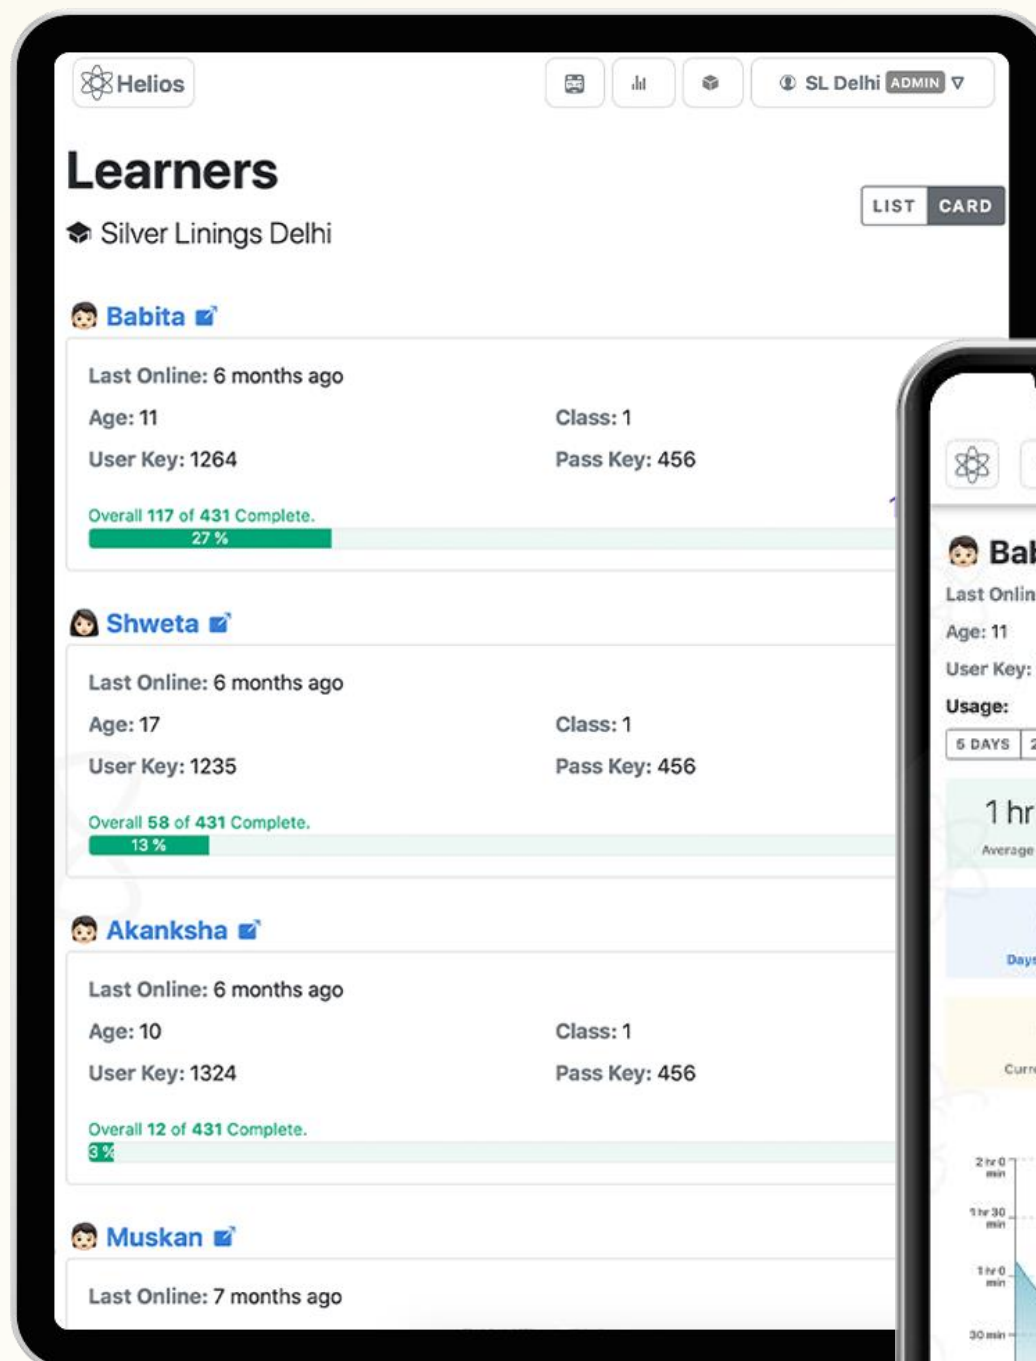 Helios
SL Delhi ADMIN
Learners
LIST CARD
Silver Linings Delhi
Babita
Last Online: 6 months ago
Age: 11 Class: 1
User Key: 1264 Pass Key: 456
Overall 117 of 431 Complete.
27 %
Shweta
Last Online: 6 months ago
Age: 17 Class: 1
User Key: 1235 Pass Key: 456
Overall 58 of 431 Complete.
13 %
Akanksha
Last Online: 6 months ago
Age: 10 Class: 1
User Key: 1324 Pass Key: 456
Overall 12 of 431 Complete.
3 %
Muskan
Last Online: 7 months ago
Bab
Last Onlin
Age: 11
User Key:
Usage:
5 DAYS 2
1 hr
Average
Days
Curre
2 hr 0
min
1 hr 30
min
1 hr 0
min
30 min